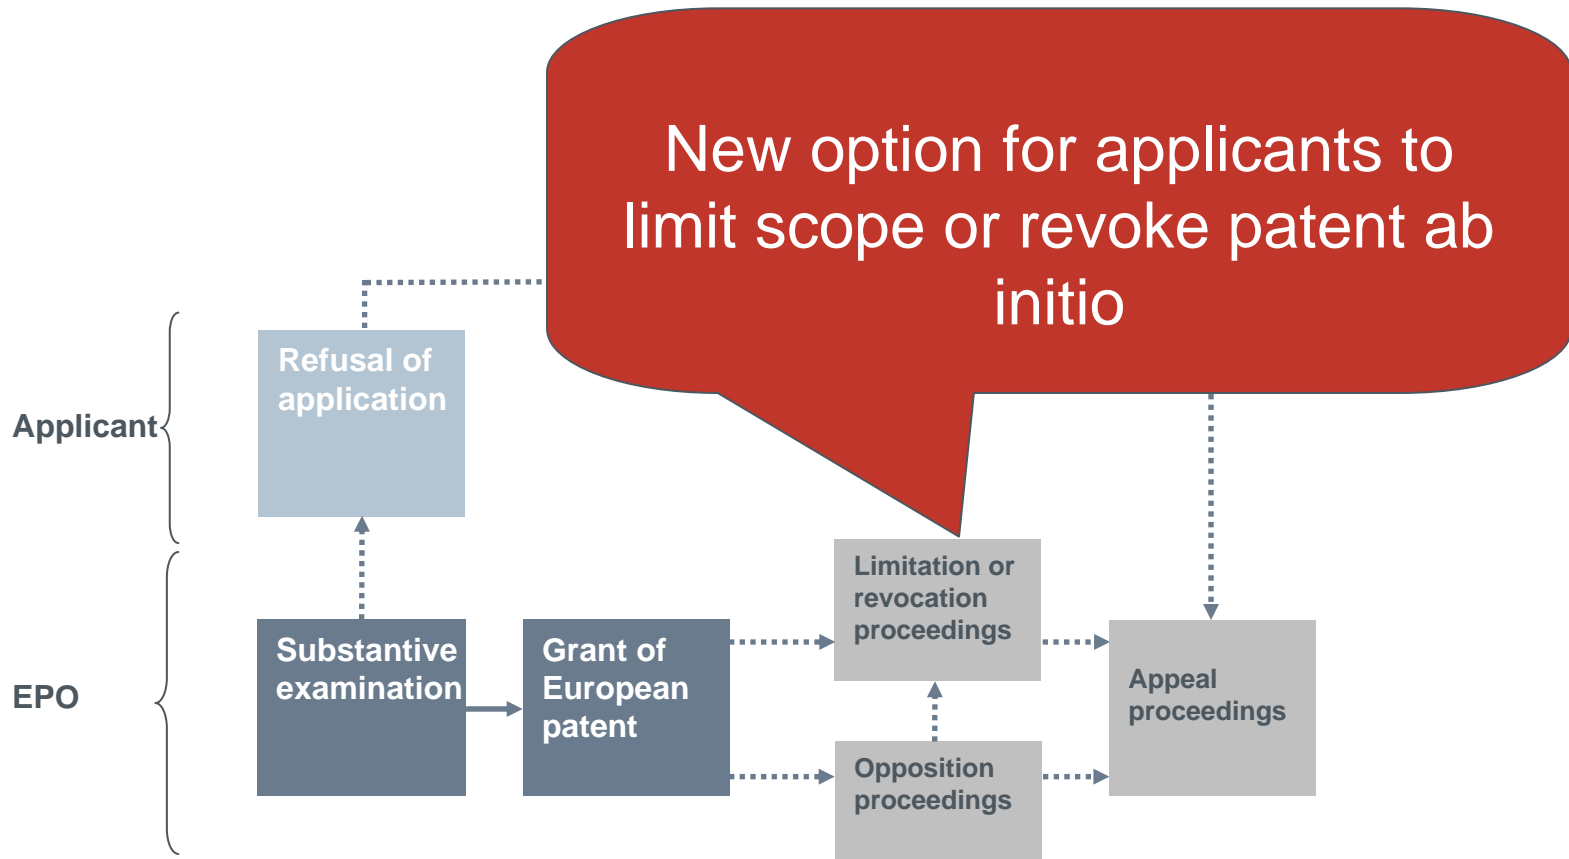 New option for applicants to
limit scope or revoke patent ab
initio
Refusal of
application
Applicant
Limitation or
revocation
proceedings
Substantive
examination
Grant of
European
patent
EPO
Appeal
proceedings
Opposition
proceedings